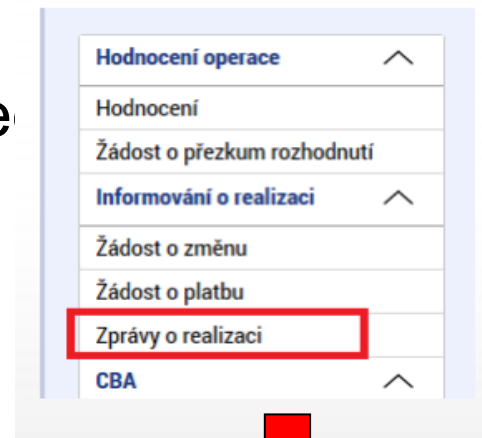 Hodnocení operace
Hodnocení
Žádost o přezkum rozhodnutí
Informování o realizaci
Žádost o změnu
Žádost o platbu
Zprávy o realizaci
CBA